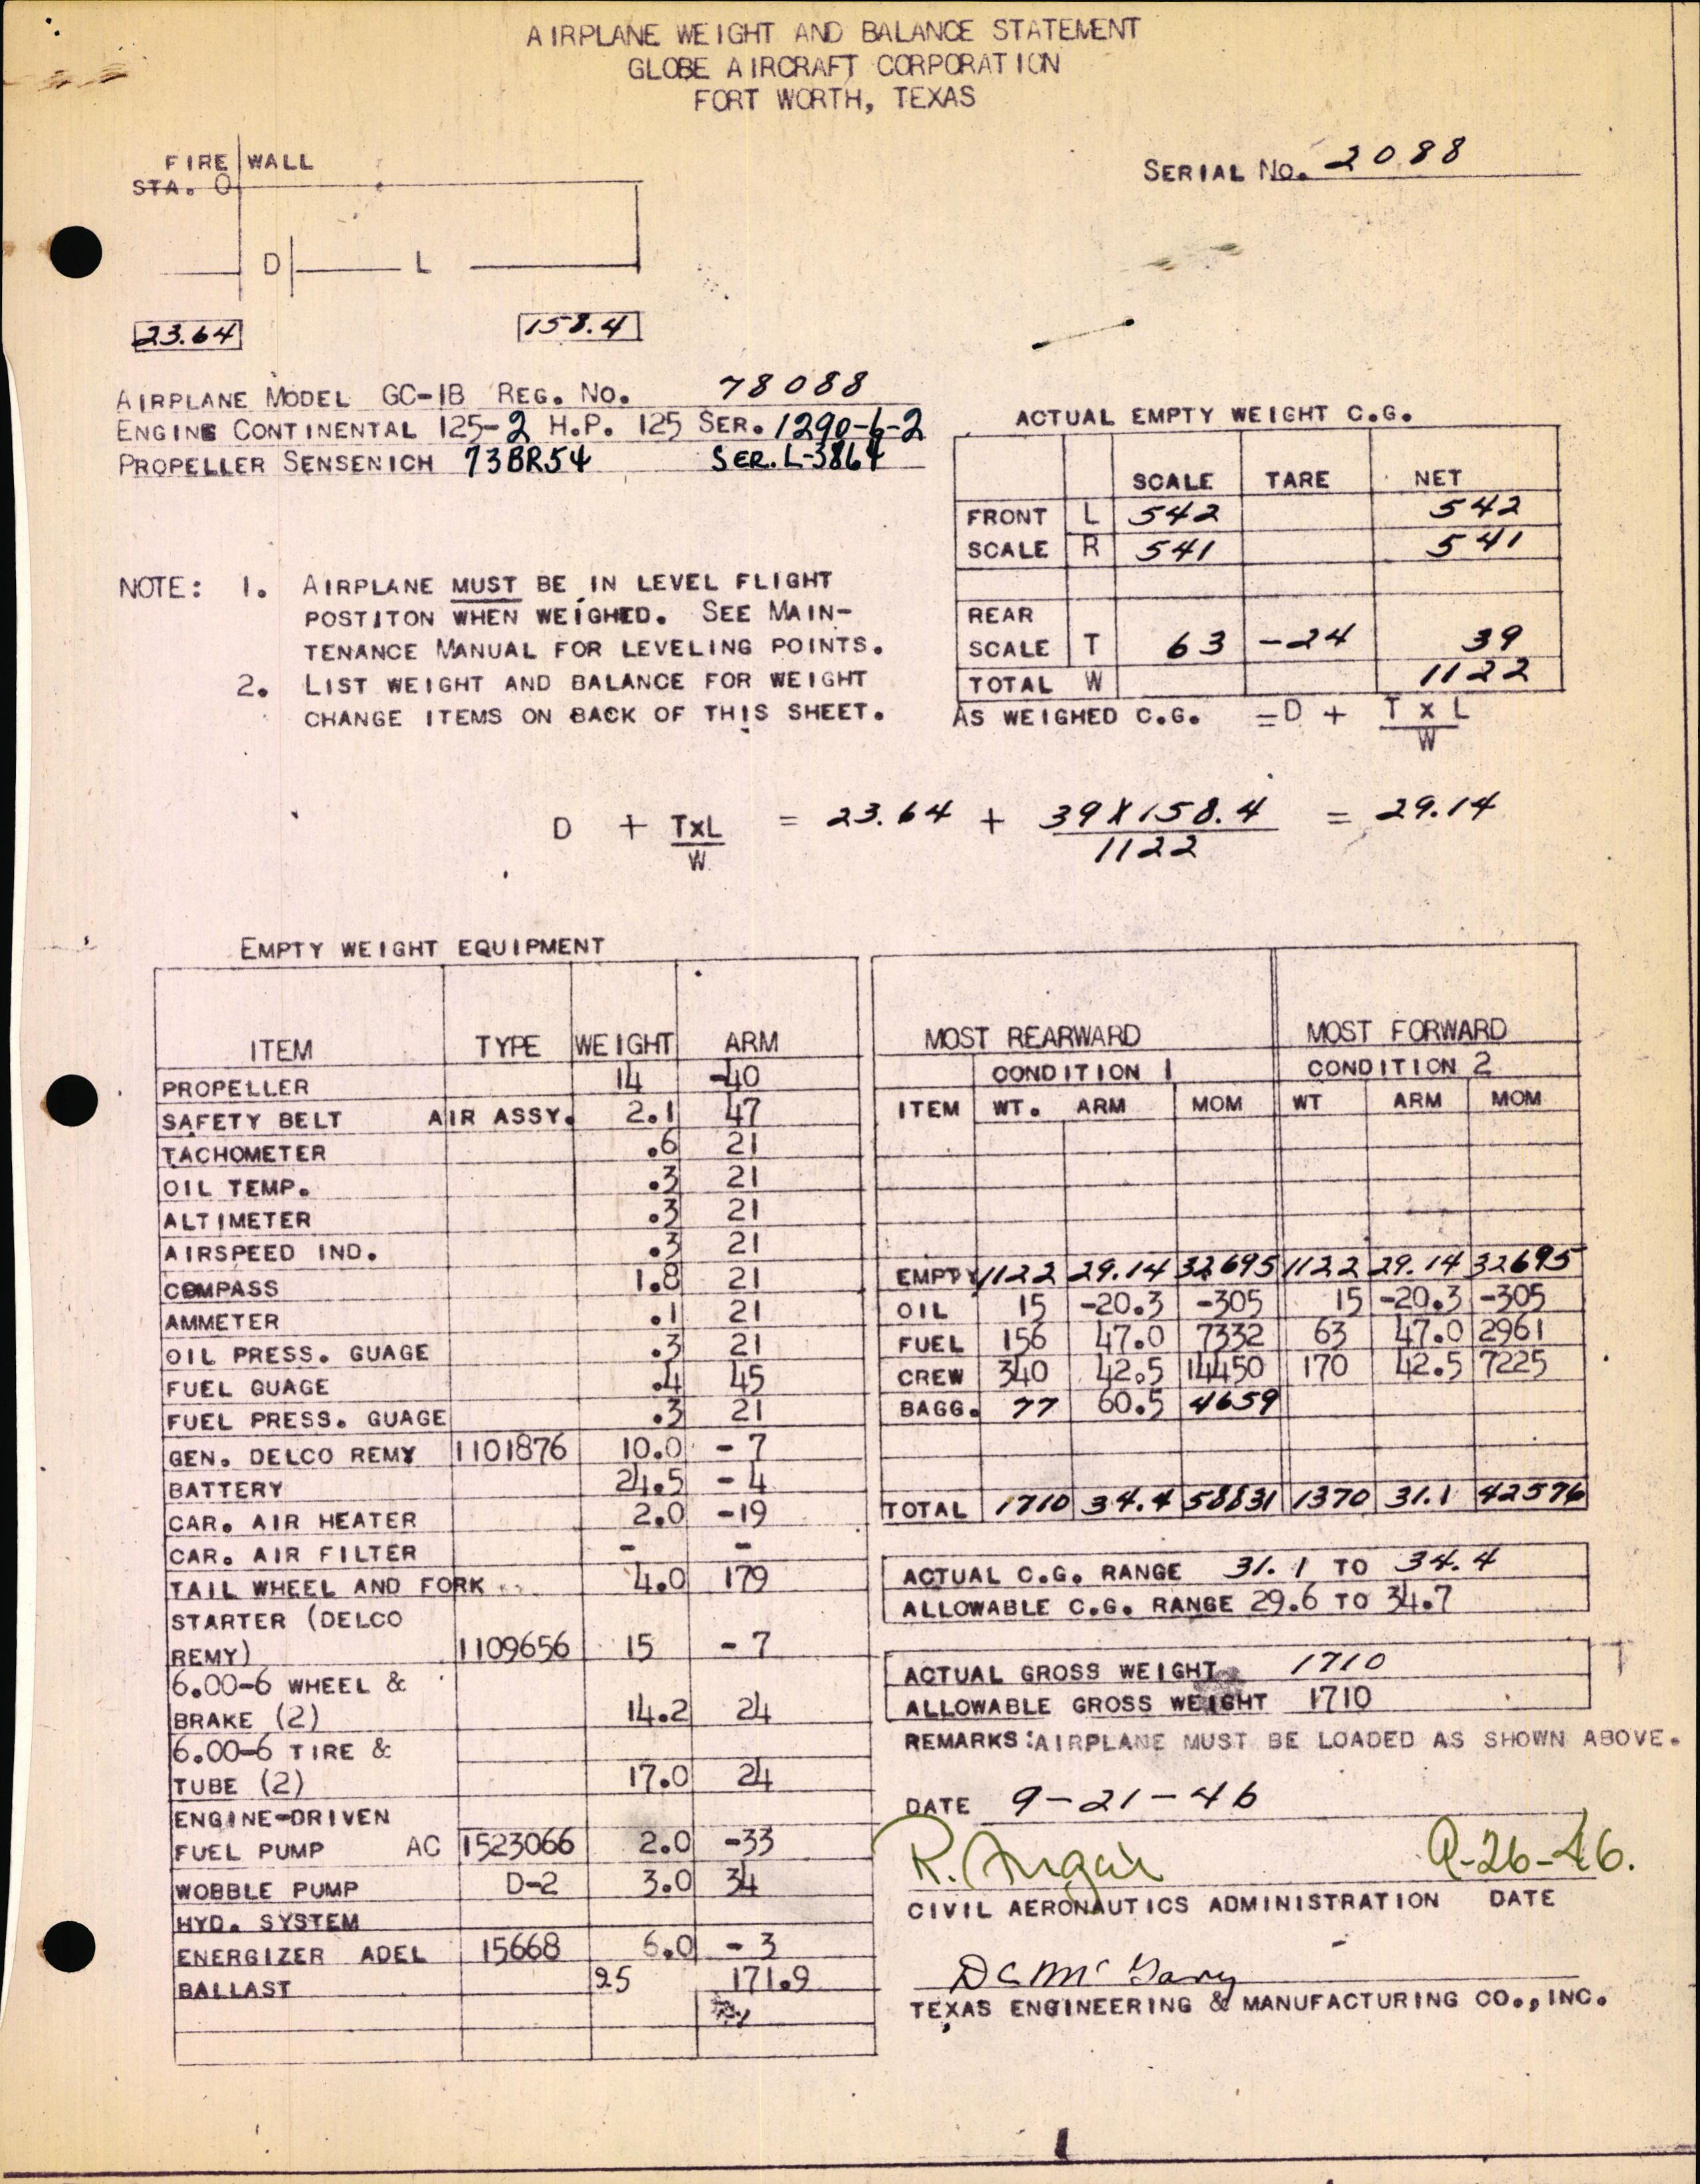 AIRPLANE WEIGHT AND BALANCE STATEMENT
GLOBE AIRCRAFT CORPORATION
FORT WORTH, TEXAS
FIRE WALL
STA. 0
SERIAL NO. 2088
D L
23.64 158.4
AIRPLANE MODEL GC-1B REG. NO. 78088
ENGINE CONTINENTAL 125-2 H.P. 125 SER. 1290-6-2
PROPELLER SENSENICH 73BR54 SER. L-3864
ACTUAL EMPTY WEIGHT C.G.
SCALE TARE NET
FRONT L 542 542
SCALE R 541 541
REAR
SCALE T 63 -24 39
TOTAL W 1122
AS WEIGHED C.G. =D + T x L
W
NOTE: 1. AIRPLANE MUST BE IN LEVEL FLIGHT
POSTITON WHEN WEIGHED. SEE MAIN-
TENANCE MANUAL FOR LEVELING POINTS.
2. LIST WEIGHT AND BALANCE FOR WEIGHT
CHANGE ITEMS ON BACK OF THIS SHEET.
D + TxL = 23.64 + 39X158.4 = 29.14
W 1122
EMPTY WEIGHT EQUIPMENT
ITEM TYPE WEIGHT ARM
PROPELLER 14 -40
SAFETY BELT AIR ASSY. 2.1 47
TACHOMETER .6 21
OIL TEMP. .3 21
ALTIMETER .3 21
AIRSPEED IND. .3 21
COMPASS 1.8 21
AMMETER .1 21
OIL PRESS. GUAGE .3 21
FUEL GUAGE .4 45
FUEL PRESS. GUAGE .3 21
GEN. DELCO REMY 1101876 10.0 - 7
BATTERY 24.5 - 4
CAR. AIR HEATER 2.0 -19
CAR. AIR FILTER - -
TAIL WHEEL AND FORK 4.0 179
STARTER (DELCO
REMY) 1109656 15 - 7
6.00-6 WHEEL &
BRAKE (2) 14.2 24
6.00-6 TIRE &
TUBE (2) 17.0 24
ENGINE-DRIVEN
FUEL PUMP AC 1523066 2.0 -33
WOBBLE PUMP D-2 3.0 34
HYD. SYSTEM
ENERGIZER ADEL 15668 6.0 - 3
BALLAST 25 171.9
MOST REARWARD MOST FORWARD
CONDITION 1 CONDITION 2
ITEM WT. ARM MOM WT ARM MOM
EMPTY 1122 29.14 32695 1122 29.14 32695
OIL 15 -20.3 -305 15 -20.3 -305
FUEL 156 47.0 7332 63 47.0 2961
CREW 340 42.5 14450 170 42.5 7225
BAGG. 77 60.5 4659
TOTAL 1710 34.4 58831 1370 31.1 42576
ACTUAL C.G. RANGE 31.1 TO 34.4
ALLOWABLE C.G. RANGE 29.6 TO 34.7
ACTUAL GROSS WEIGHT 1710
ALLOWABLE GROSS WEIGHT 1710
REMARKS: AIRPLANE MUST BE LOADED AS SHOWN ABOVE.
DATE 9-21-46
R. 9-26-46.
CIVIL AERONAUTICS ADMINISTRATION DATE
TEXAS ENGINEERING & MANUFACTURING CO., INC.
1